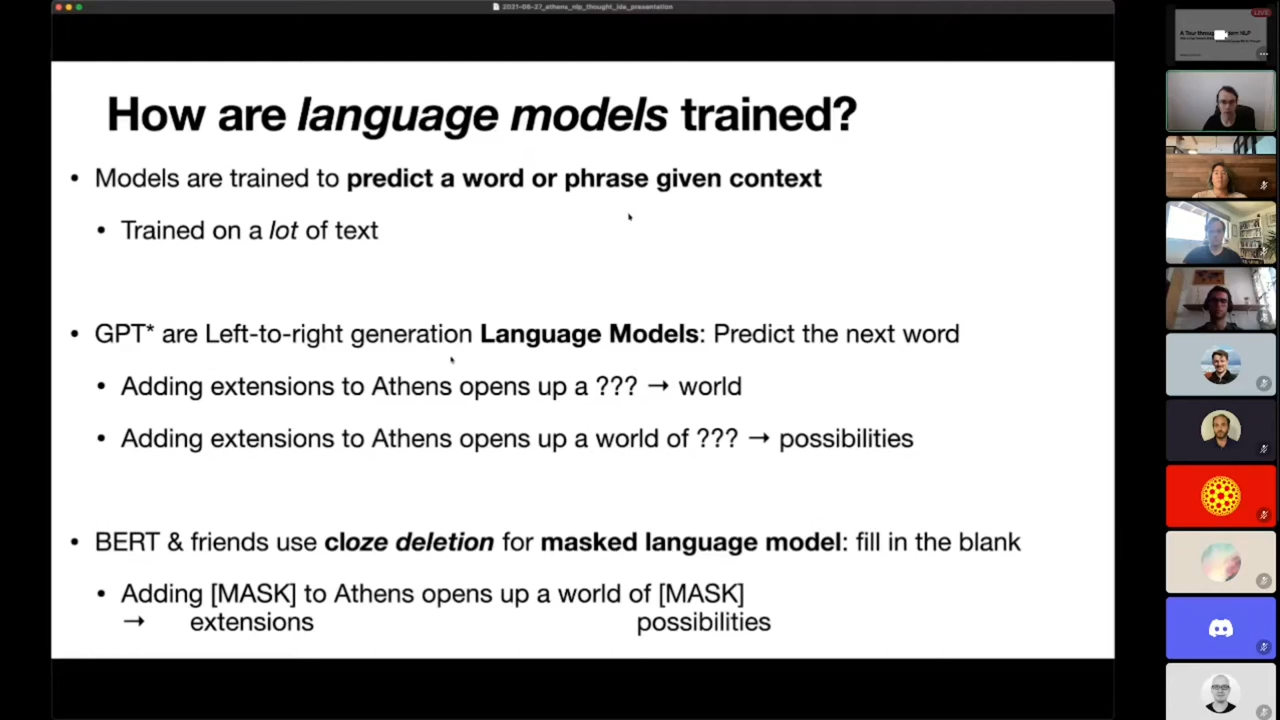 2021-06-27_athens_nlp_thought_ide_presentation
LIVE
How are language models trained?
• Models are trained to predict a word or phrase given context
• Trained on a lot of text
• GPT* are Left-to-right generation Language Models: Predict the next word
• Adding extensions to Athens opens up a ??? → world
• Adding extensions to Athens opens up a world of ??? → possibilities
• BERT & friends use cloze deletion for masked language model: fill in the blank
• Adding [MASK] to Athens opens up a world of [MASK]
→ extensions possibilities